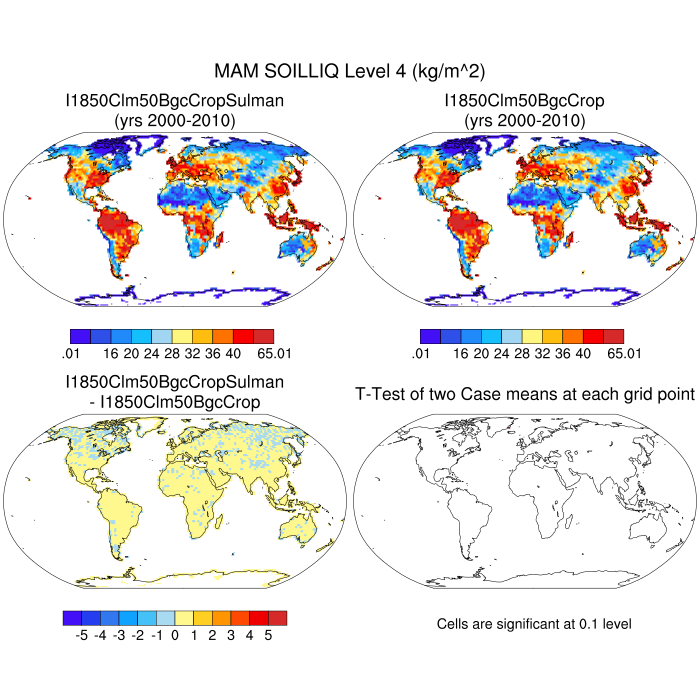 MAM SOILLIQ Level 4 (kg/m^2)
I1850Clm50BgcCropSulman
(yrs 2000-2010)
I1850Clm50BgcCrop
(yrs 2000-2010)
.01 16 20 24 28 32 36 40 65.01
.01 16 20 24 28 32 36 40 65.01
I1850Clm50BgcCropSulman
- I1850Clm50BgcCrop
T-Test of two Case means at each grid point
-5 -4 -3 -2 -1 0 1 2 3 4 5
Cells are significant at 0.1 level